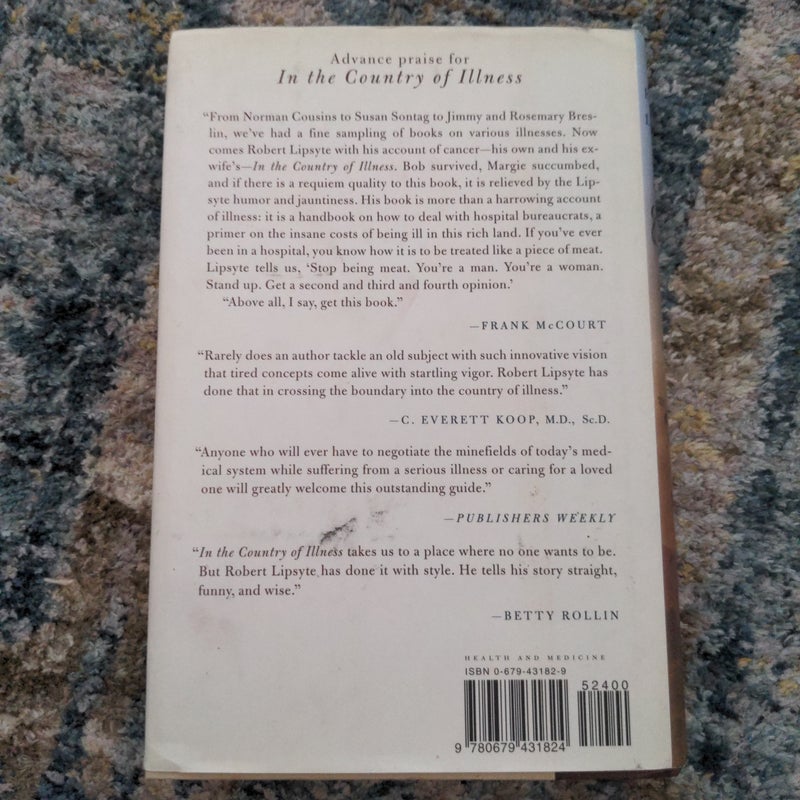 Advance praise for
In the Country of Illness
“From Norman Cousins to Susan Sontag to Jimmy and Rosemary Bres-
lin, we’ve had a fine sampling of books on various illnesses. Now
comes Robert Lipsyte with his account of cancer—his own and his ex-
wife’s—In the Country of Illness. Bob survived, Margie succumbed,
and if there is a requiem quality to this book, it is relieved by the Lip-
syte humor and jauntiness. His book is more than a harrowing account
of illness: it is a handbook on how to deal with hospital bureaucrats, a
primer on the insane costs of being ill in this rich land. If you’ve ever
been in a hospital, you know how it is to be treated like a piece of meat.
Lipsyte tells us, ‘Stop being meat. You’re a man. You’re a woman.
Stand up. Get a second and third and fourth opinion.’
“Above all, I say, get this book.”
—FRANK McCOURT
“Rarely does an author tackle an old subject with such innovative vision
that tired concepts come alive with startling vigor. Robert Lipsyte has
done that in crossing the boundary into the country of illness.”
—C. EVERETT KOOP, M.D., Sc.D.
“Anyone who will ever have to negotiate the minefields of today’s med-
ical system while suffering from a serious illness or caring for a loved
one will greatly welcome this outstanding guide.”
—PUBLISHERS WEEKLY
“In the Country of Illness takes us to a place where no one wants to be.
But Robert Lipsyte has done it with style. He tells his story straight,
funny, and wise.”
—BETTY ROLLIN
HEALTH AND MEDICINE
ISBN 0-679-43182-9
52400
9 780679 431824